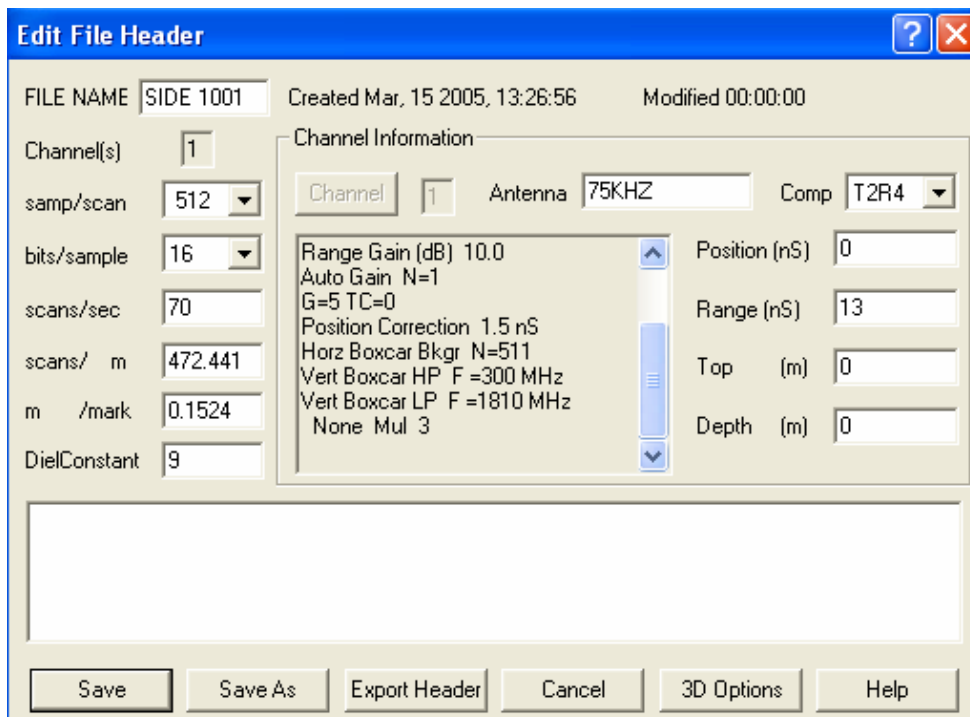 Edit File Header
FILE NAME SIDE 1001 Created Mar, 15 2005, 13:26:56 Modified 00:00:00
Channel(s) 1
samp/scan 512
bits/sample 16
scans/sec 70
scans/ m 472.441
m /mark 0.1524
DielConstant 9
Channel Information
Channel 1 Antenna 75KHZ Comp T2R4
Range Gain (dB) 10.0
Auto Gain N=1
G=5 TC=0
Position Correction 1.5 nS
Horz Boxcar Bkgr N=511
Vert Boxcar HP F =300 MHz
Vert Boxcar LP F =1810 MHz
None Mul 3
Position (nS) 0
Range (nS) 13
Top (m) 0
Depth (m) 0
Save Save As Export Header Cancel 3D Options Help